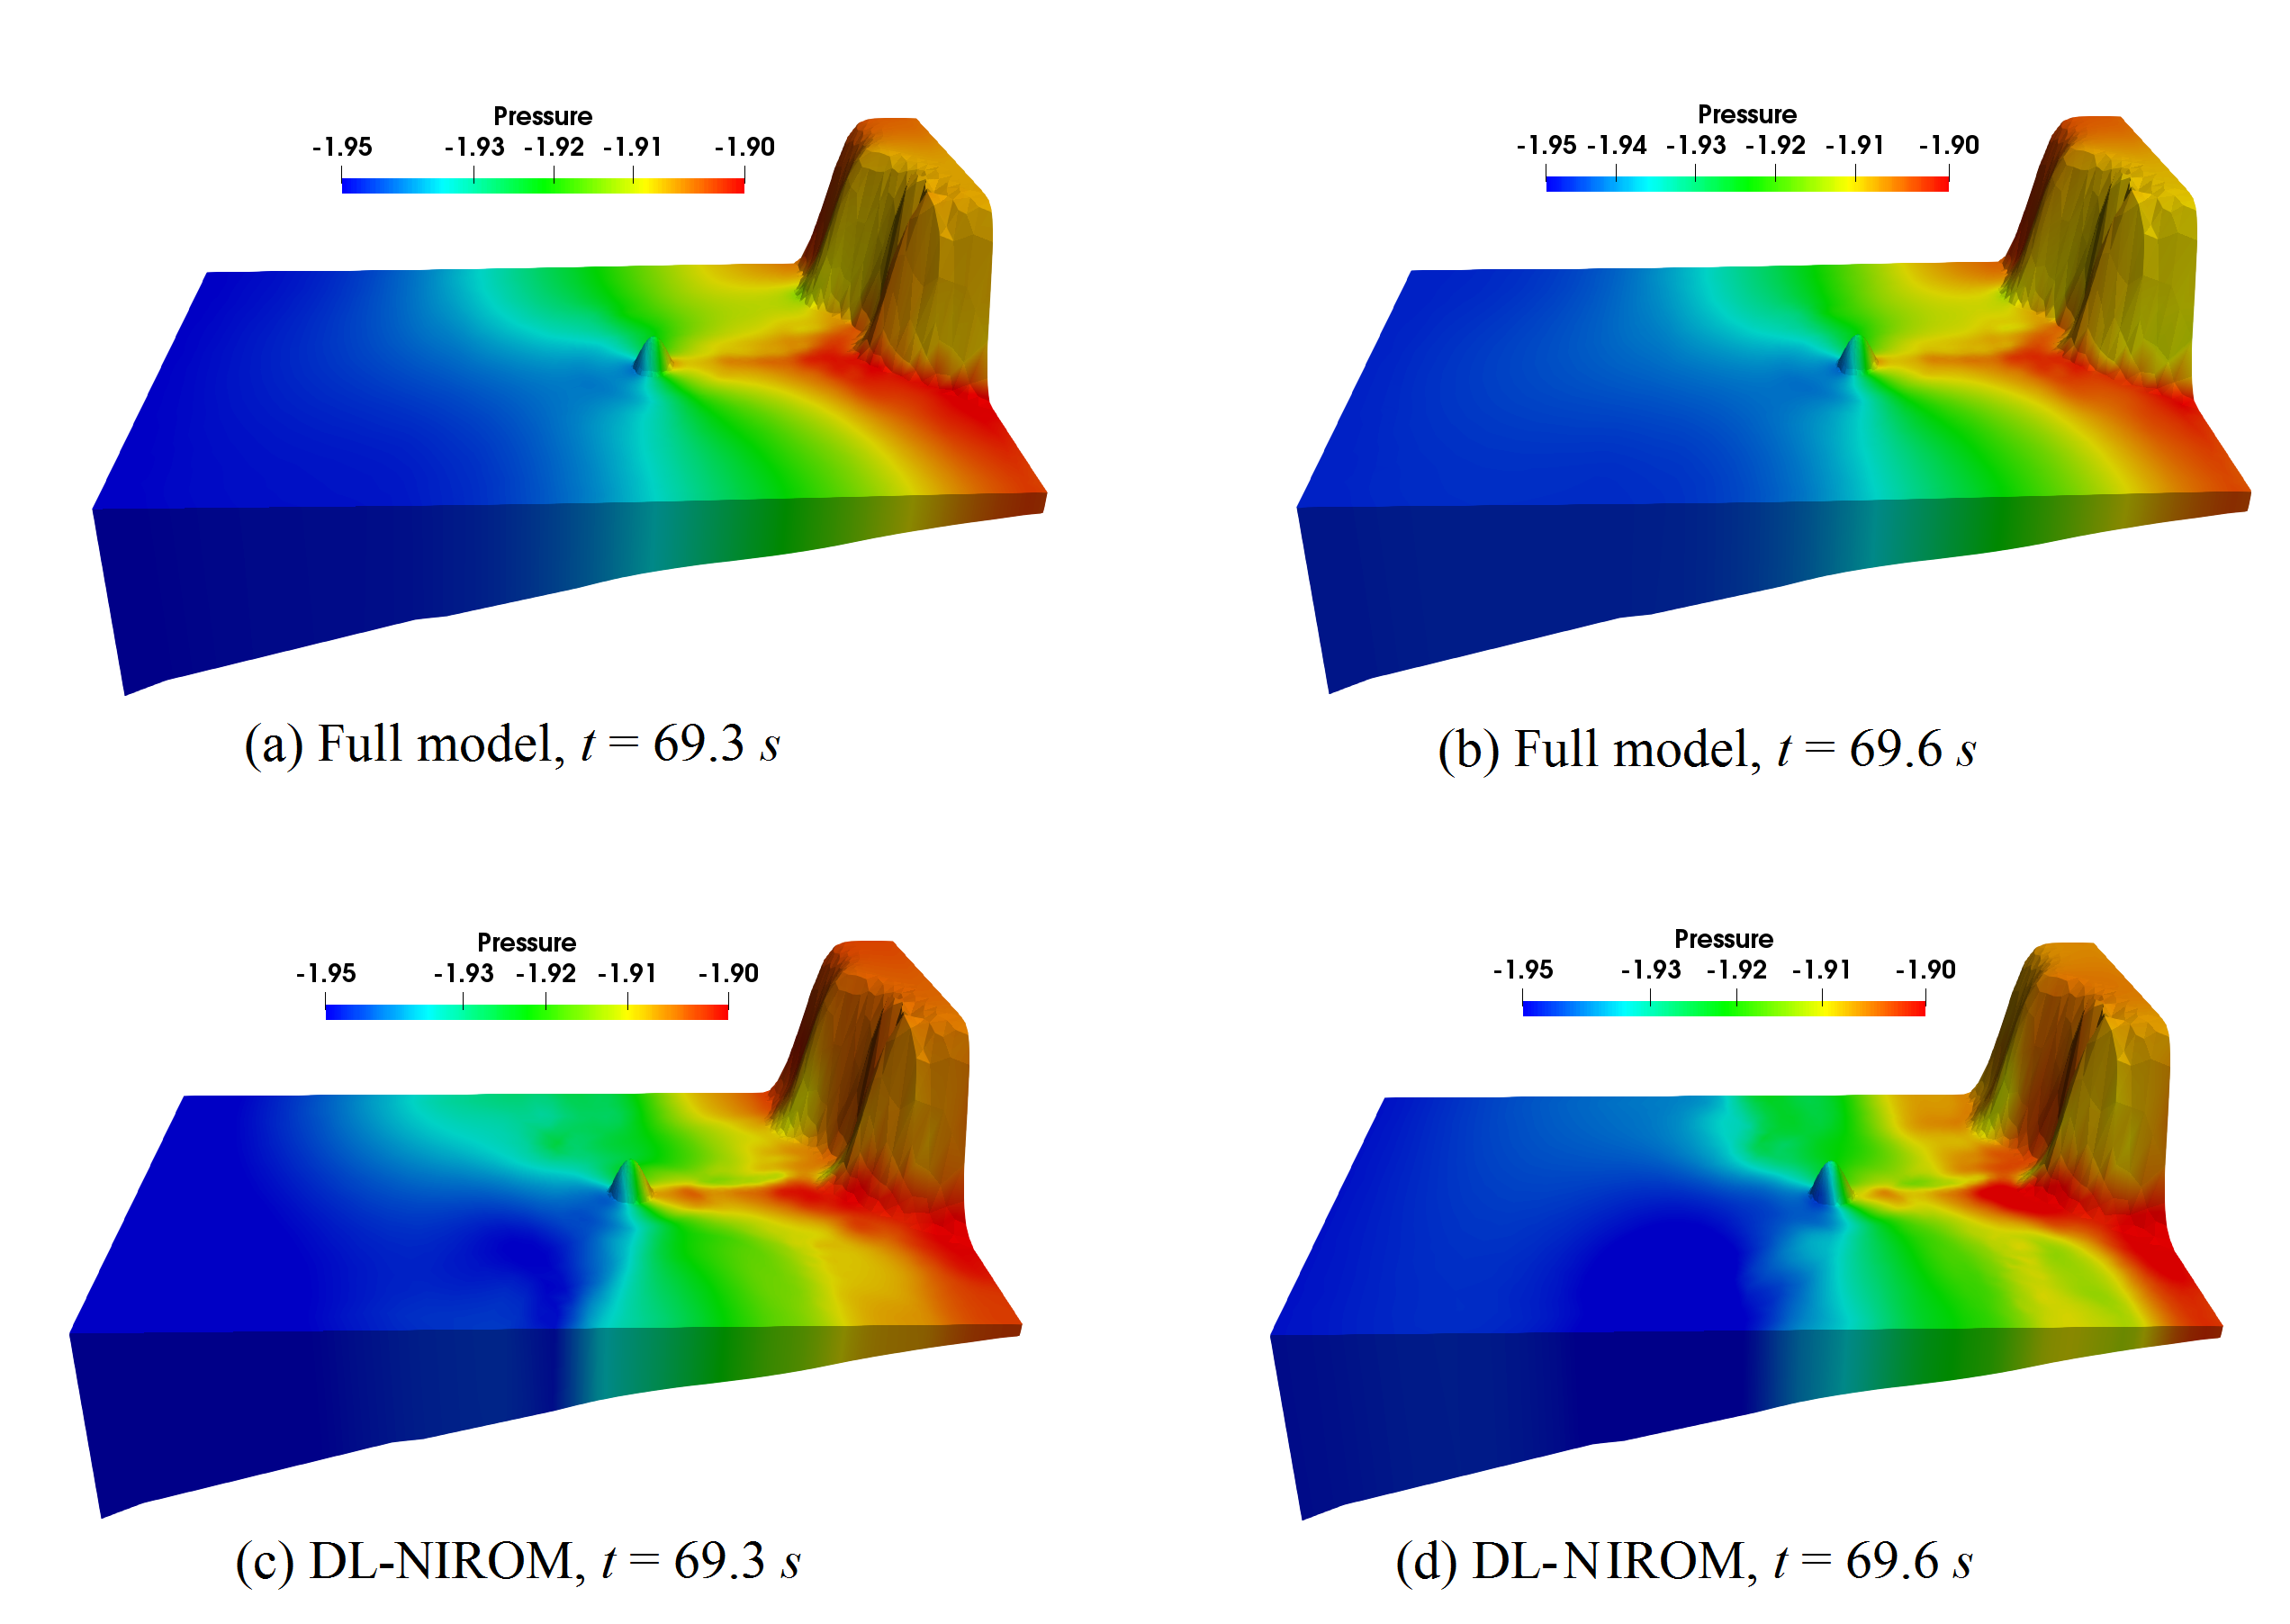 Pressure
-1.95 -1.93 -1.92 -1.91 -1.90
Pressure
-1.95 -1.94 -1.93 -1.92 -1.91 -1.90
(a) Full model, t = 69.3 s
(b) Full model, t = 69.6 s
Pressure
-1.95 -1.93 -1.92 -1.91 -1.90
Pressure
-1.95 -1.93 -1.92 -1.91 -1.90
(c) DL-NIROM, t = 69.3 s
(d) DL-NIROM, t = 69.6 s